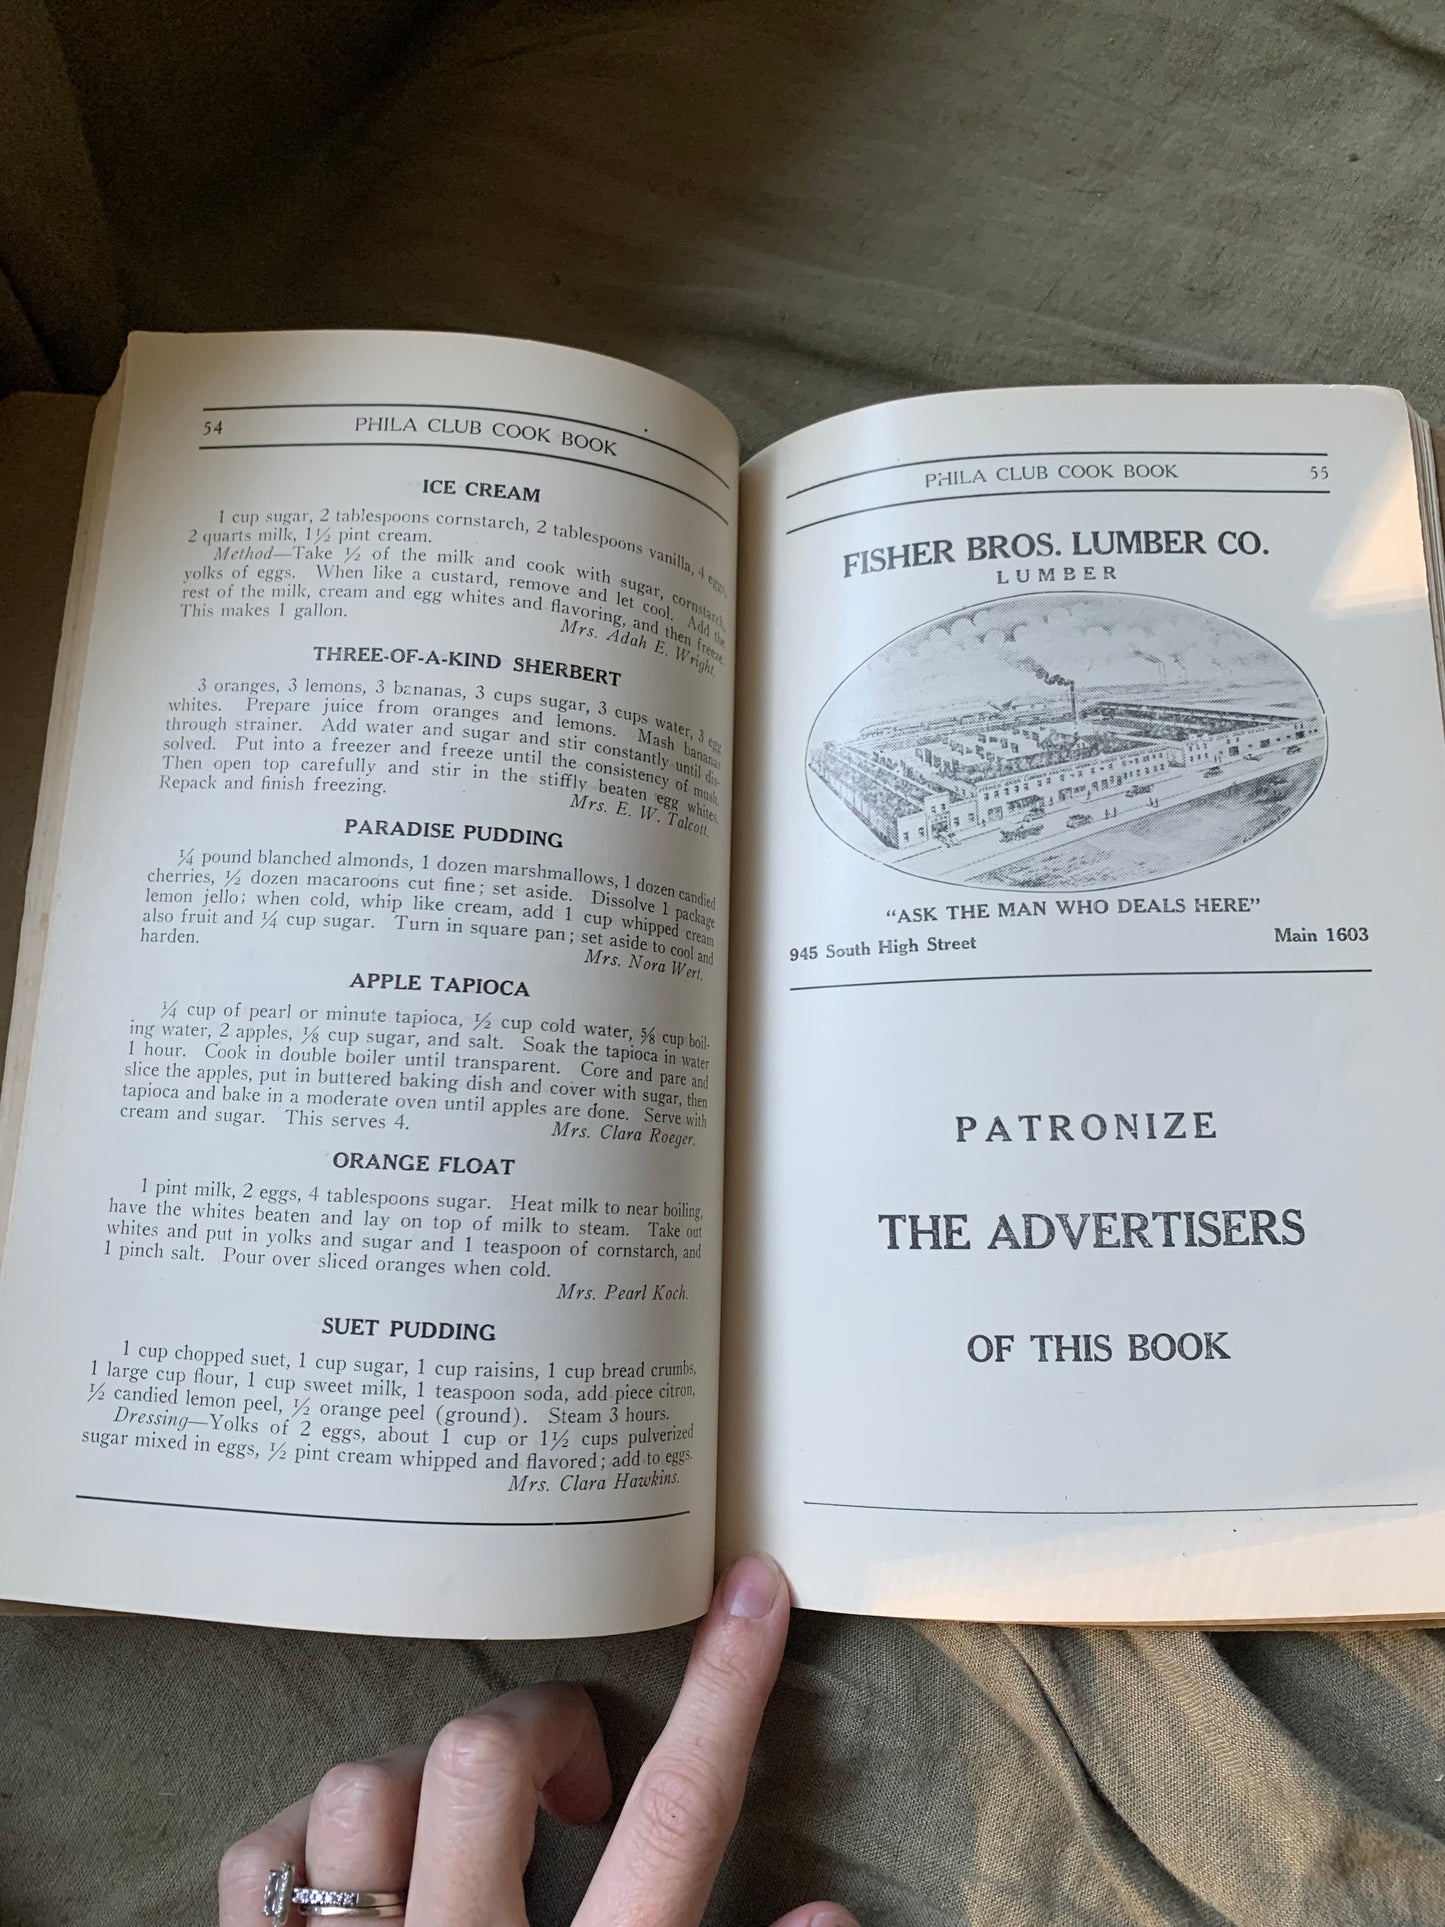 54 PHILA CLUB COOK BOOK
ICE CREAM
1 cup sugar, 2 tablespoons cornstarch, 2 tablespoons vanilla, 4 eggs,
2 quarts milk, 1½ pint cream.
Method—Take ½ of the milk and cook with sugar, cornstarch,
yolks of eggs. When like a custard, remove and let cool. Add the
rest of the milk, cream and egg whites and flavoring, and then freeze.
This makes 1 gallon.
Mrs. Adah E. Wright.
THREE-OF-A-KIND SHERBERT
3 oranges, 3 lemons, 3 bananas, 3 cups sugar, 3 cups water, 3 egg
whites. Prepare juice from oranges and lemons. Mash bananas
through strainer. Add water and sugar and stir constantly until dis-
solved. Put into a freezer and freeze until the consistency of mush.
Then open top carefully and stir in the stiffly beaten egg whites.
Repack and finish freezing.
Mrs. E. W. Talcott.
PARADISE PUDDING
¼ pound blanched almonds, 1 dozen marshmallows, 1 dozen candied
cherries, ½ dozen macaroons cut fine; set aside. Dissolve 1 package
lemon jello; when cold, whip like cream, add 1 cup whipped cream
also fruit and ¼ cup sugar. Turn in square pan; set aside to cool and
harden.
Mrs. Nora Wert.
APPLE TAPIOCA
¼ cup of pearl or minute tapioca, ½ cup cold water, ⅝ cup boil-
ing water, 2 apples, ⅛ cup sugar, and salt. Soak the tapioca in water
1 hour. Cook in double boiler until transparent. Core and pare and
slice the apples, put in buttered baking dish and cover with sugar, then
tapioca and bake in a moderate oven until apples are done. Serve with
cream and sugar. This serves 4.
Mrs. Clara Roeger.
ORANGE FLOAT
1 pint milk, 2 eggs, 4 tablespoons sugar. Heat milk to near boiling,
have the whites beaten and lay on top of milk to steam. Take out
whites and put in yolks and sugar and 1 teaspoon of cornstarch, and
1 pinch salt. Pour over sliced oranges when cold.
Mrs. Pearl Koch.
SUET PUDDING
1 cup chopped suet, 1 cup sugar, 1 cup raisins, 1 cup bread crumbs,
1 large cup flour, 1 cup sweet milk, 1 teaspoon soda, add piece citron,
½ candied lemon peel, ½ orange peel (ground). Steam 3 hours.
Dressing—Yolks of 2 eggs, about 1 cup or 1½ cups pulverized
sugar mixed in eggs, ½ pint cream whipped and flavored; add to eggs.
Mrs. Clara Hawkins.
PHILA CLUB COOK BOOK 55
FISHER BROS. LUMBER CO.
LUMBER
"ASK THE MAN WHO DEALS HERE"
945 South High Street Main 1603
PATRONIZE
THE ADVERTISERS
OF THIS BOOK